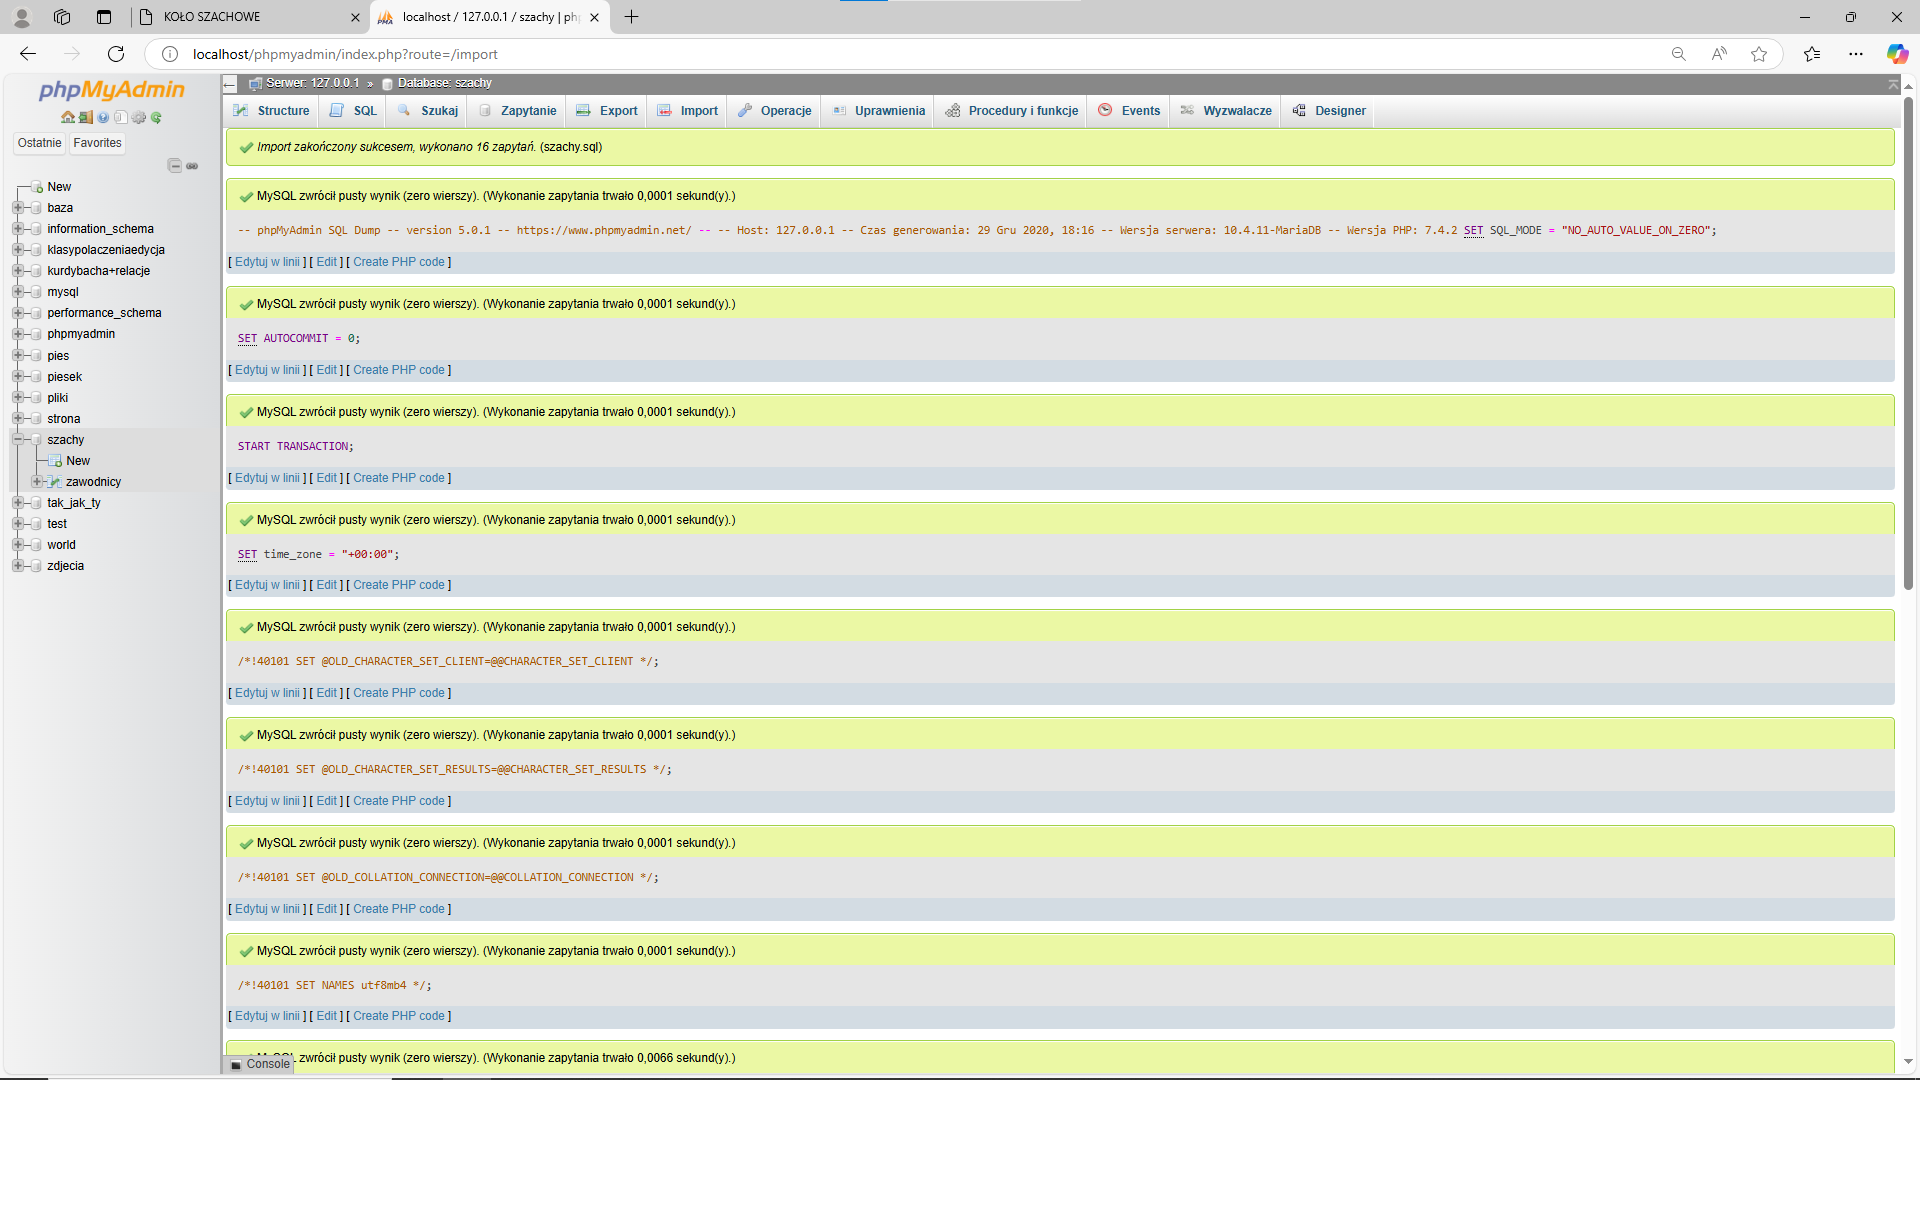 KOŁO SZACHOWE
localhost / 127.0.0.1 / szachy | ph
localhost/phpmyadmin/index.php?route=/import
phpMyAdmin
Ostatnie
Favorites
New
baza
information_schema
klasypolaczeniaedycja
kurdybacha+relacje
mysql
performance_schema
phpmyadmin
pies
piesek
pliki
strona
szachy
New
zawodnicy
tak_jak_ty
test
world
zdjecia
Serwer: 127.0.0.1 » Database: szachy
Structure SQL Szukaj Zapytanie Export Import Operacje Uprawnienia Procedury i funkcje Events Wyzwalacze Designer
Import zakończony sukcesem, wykonano 16 zapytań. (szachy.sql)
MySQL zwrócił pusty wynik (zero wierszy). (Wykonanie zapytania trwało 0,0001 sekund(y).)
-- phpMyAdmin SQL Dump -- version 5.0.1 -- https://www.phpmyadmin.net/ -- -- Host: 127.0.0.1 -- Czas generowania: 29 Gru 2020, 18:16 -- Wersja serwera: 10.4.11-MariaDB -- Wersja PHP: 7.4.2 SET SQL_MODE = "NO_AUTO_VALUE_ON_ZERO";
[ Edytuj w linii ] [ Edit ] [ Create PHP code ]
MySQL zwrócił pusty wynik (zero wierszy). (Wykonanie zapytania trwało 0,0001 sekund(y).)
SET AUTOCOMMIT = 0;
[ Edytuj w linii ] [ Edit ] [ Create PHP code ]
MySQL zwrócił pusty wynik (zero wierszy). (Wykonanie zapytania trwało 0,0001 sekund(y).)
START TRANSACTION;
[ Edytuj w linii ] [ Edit ] [ Create PHP code ]
MySQL zwrócił pusty wynik (zero wierszy). (Wykonanie zapytania trwało 0,0001 sekund(y).)
SET time_zone = "+00:00";
[ Edytuj w linii ] [ Edit ] [ Create PHP code ]
MySQL zwrócił pusty wynik (zero wierszy). (Wykonanie zapytania trwało 0,0001 sekund(y).)
/*!40101 SET @OLD_CHARACTER_SET_CLIENT=@@CHARACTER_SET_CLIENT */;
[ Edytuj w linii ] [ Edit ] [ Create PHP code ]
MySQL zwrócił pusty wynik (zero wierszy). (Wykonanie zapytania trwało 0,0001 sekund(y).)
/*!40101 SET @OLD_CHARACTER_SET_RESULTS=@@CHARACTER_SET_RESULTS */;
[ Edytuj w linii ] [ Edit ] [ Create PHP code ]
MySQL zwrócił pusty wynik (zero wierszy). (Wykonanie zapytania trwało 0,0001 sekund(y).)
/*!40101 SET @OLD_COLLATION_CONNECTION=@@COLLATION_CONNECTION */;
[ Edytuj w linii ] [ Edit ] [ Create PHP code ]
MySQL zwrócił pusty wynik (zero wierszy). (Wykonanie zapytania trwało 0,0001 sekund(y).)
/*!40101 SET NAMES utf8mb4 */;
[ Edytuj w linii ] [ Edit ] [ Create PHP code ]
MySQL zwrócił pusty wynik (zero wierszy). (Wykonanie zapytania trwało 0,0066 sekund(y).)
Console